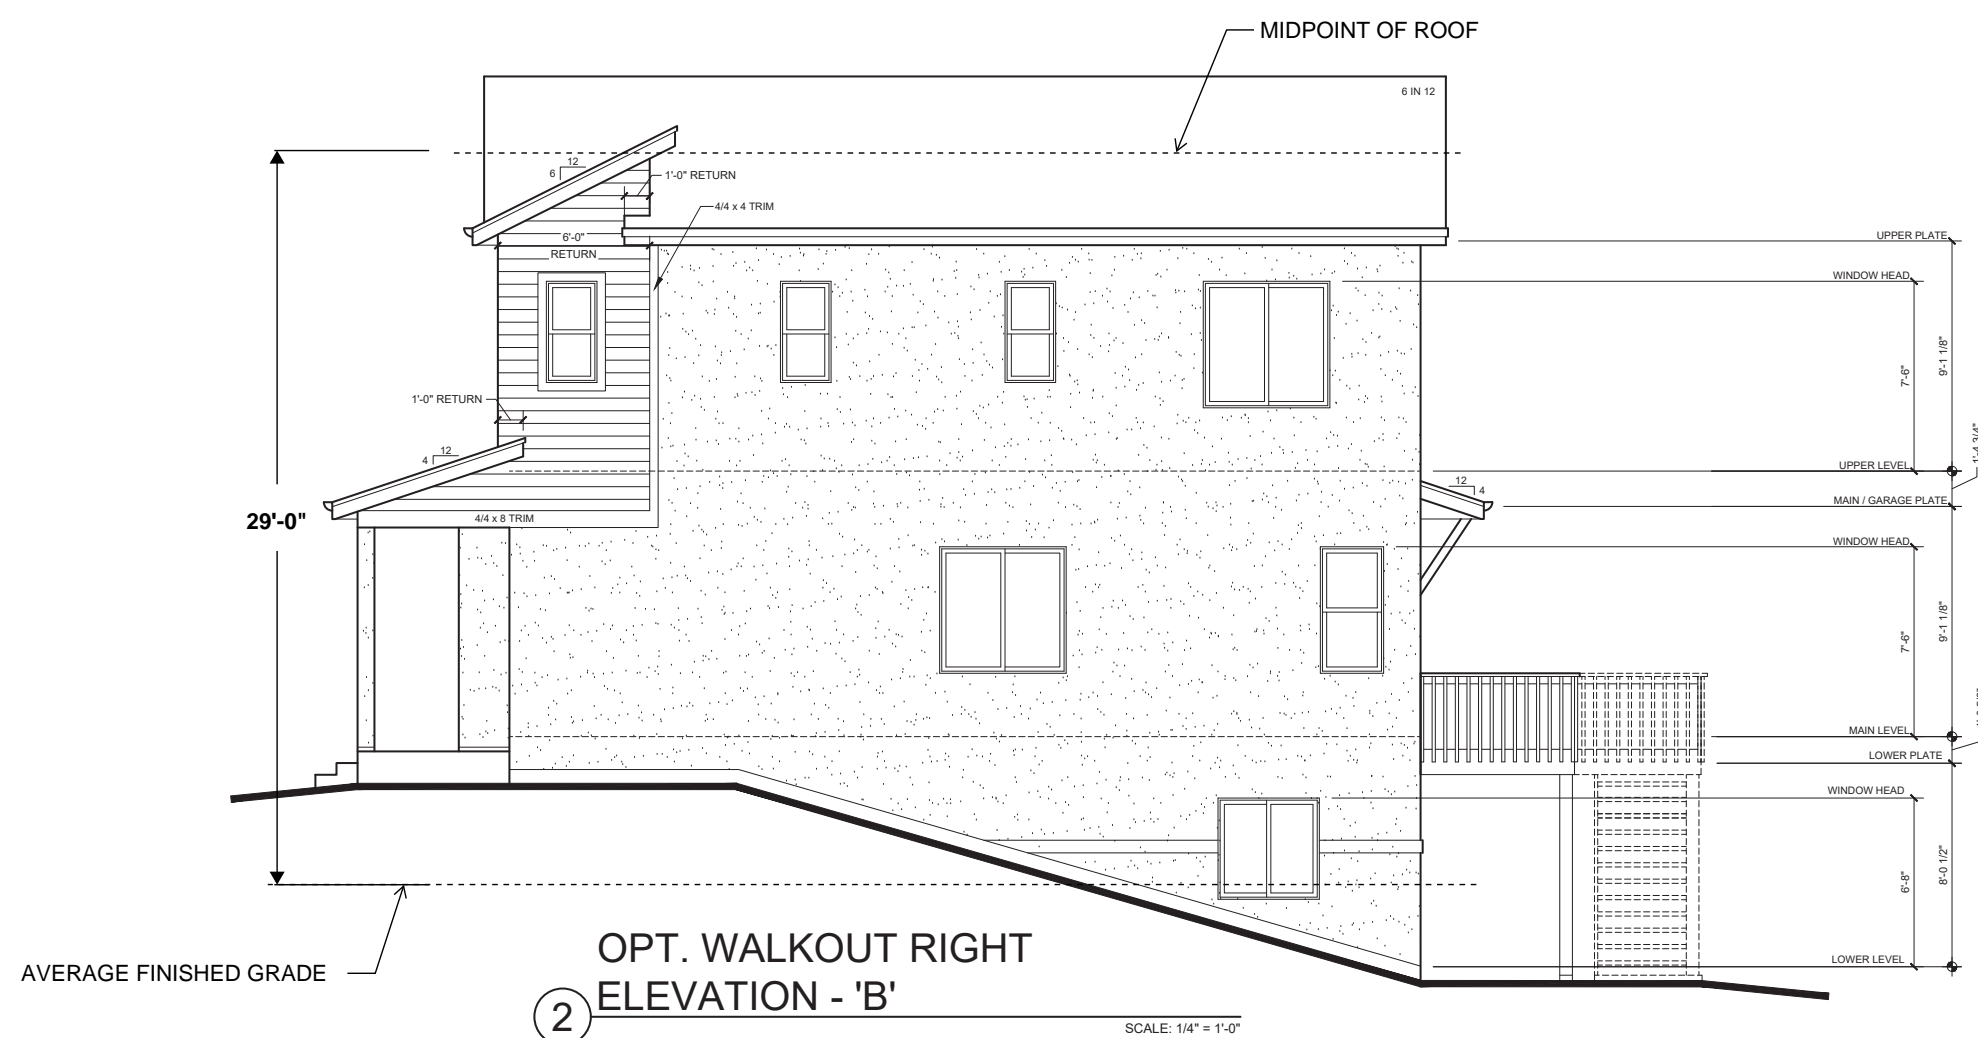 MIDPOINT OF ROOF
6 IN 12
12
6
1'-0" RETURN
4/4 x 4 TRIM
6'-0"
RETURN
UPPER PLATE
WINDOW HEAD
9'-1 1/8"
7'-6"
1'-0" RETURN
12
4
UPPER LEVEL
1'-4 3/4"
12
4
MAIN / GARAGE PLATE
29'-0"
4/4 x 8 TRIM
WINDOW HEAD
9'-1 1/8"
7'-6"
MAIN LEVEL
LOWER PLATE
WINDOW HEAD
8'-0 1/2"
6'-8"
LOWER LEVEL
AVERAGE FINISHED GRADE
OPT. WALKOUT RIGHT
ELEVATION - 'B'
2
SCALE: 1/4" = 1'-0"